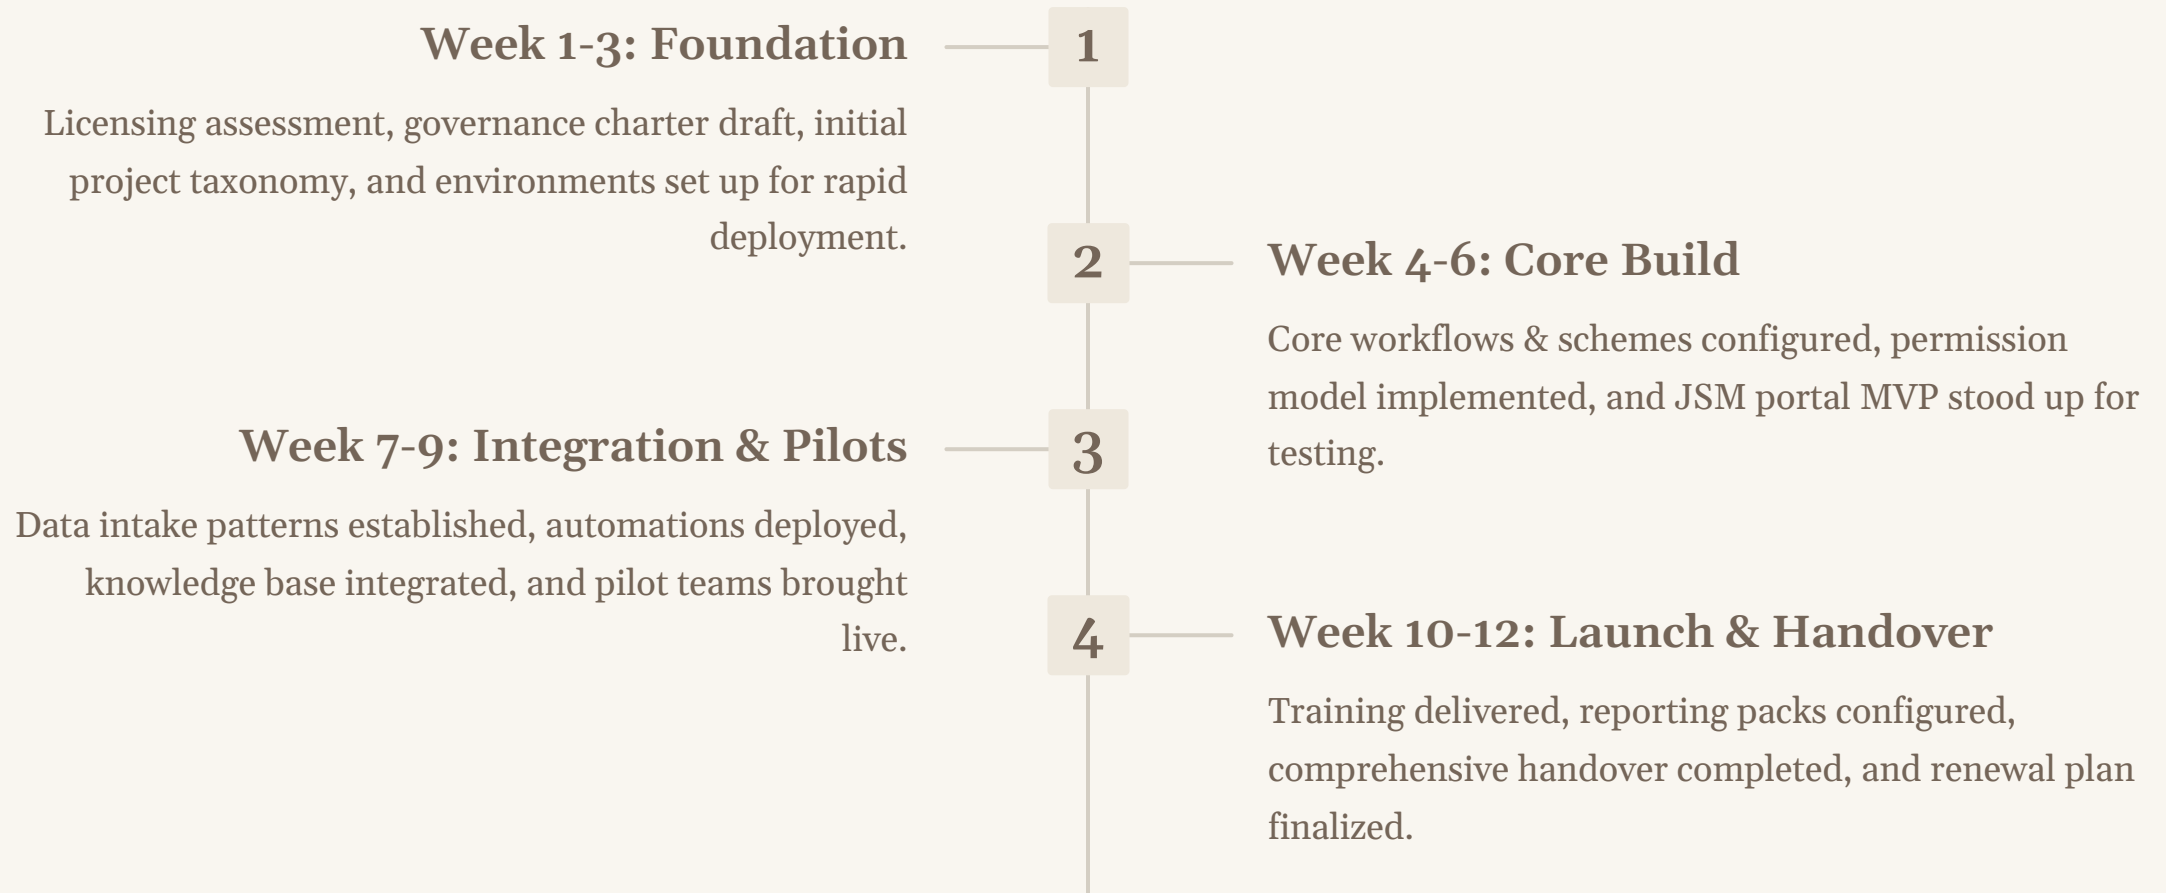 Week 1-3: Foundation
1
Licensing assessment, governance charter draft, initial
project taxonomy, and environments set up for rapid
deployment.
2
Week 4-6: Core Build
Core workflows & schemes configured, permission
model implemented, and JSM portal MVP stood up for
testing.
Week 7-9: Integration & Pilots
3
Data intake patterns established, automations deployed,
knowledge base integrated, and pilot teams brought
live.
4
Week 10-12: Launch & Handover
Training delivered, reporting packs configured,
comprehensive handover completed, and renewal plan
finalized.